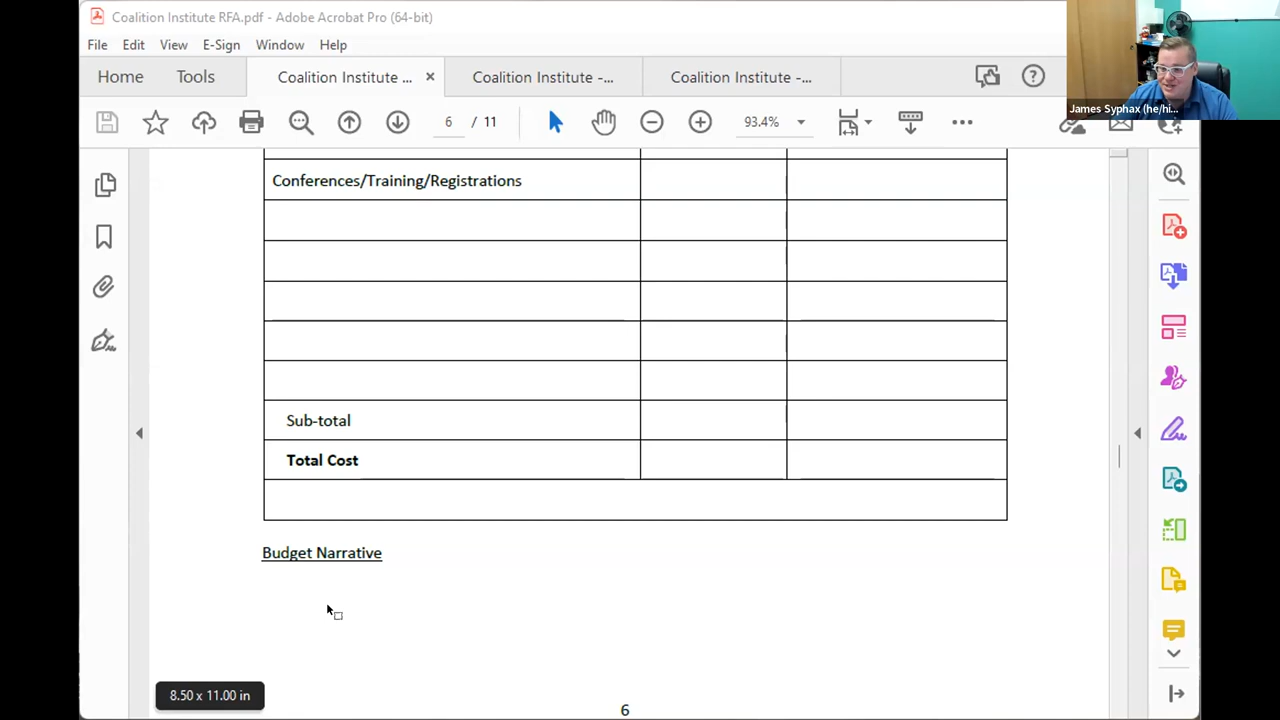 Coalition Institute RFA.pdf - Adobe Acrobat Pro (64-bit)
File Edit View E-Sign Window Help
Home Tools Coalition Institute ... × Coalition Institute -... Coalition Institute -...
6 / 11 93.4%
James Syphax (he/hi...
Conferences/Training/Registrations
Sub-total
Total Cost
Budget Narrative
8.50 x 11.00 in
6